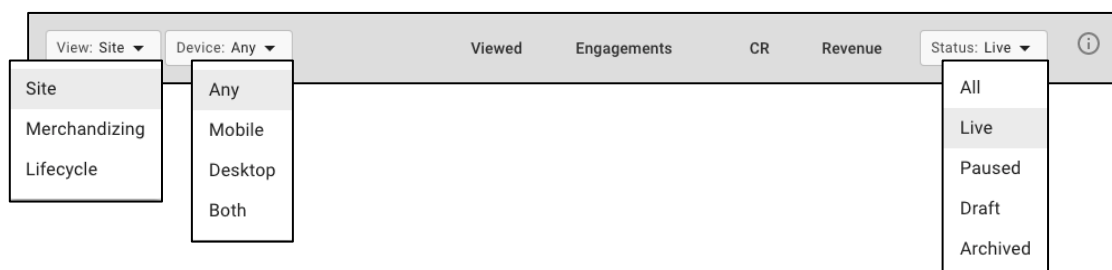 View: Site Device: Any Viewed Engagements CR Revenue Status: Live
Site
Merchandizing
Lifecycle
Any
Mobile
Desktop
Both
All
Live
Paused
Draft
Archived